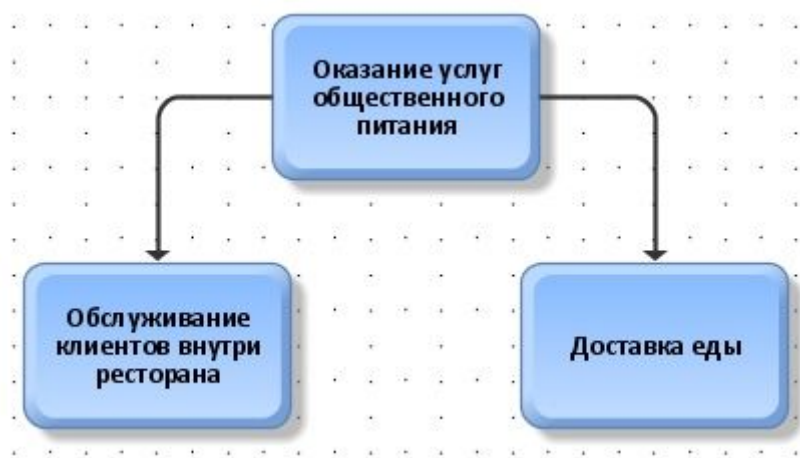 Оказание услуг
общественного
питания
Обслуживание
клиентов внутри
ресторана
Доставка еды